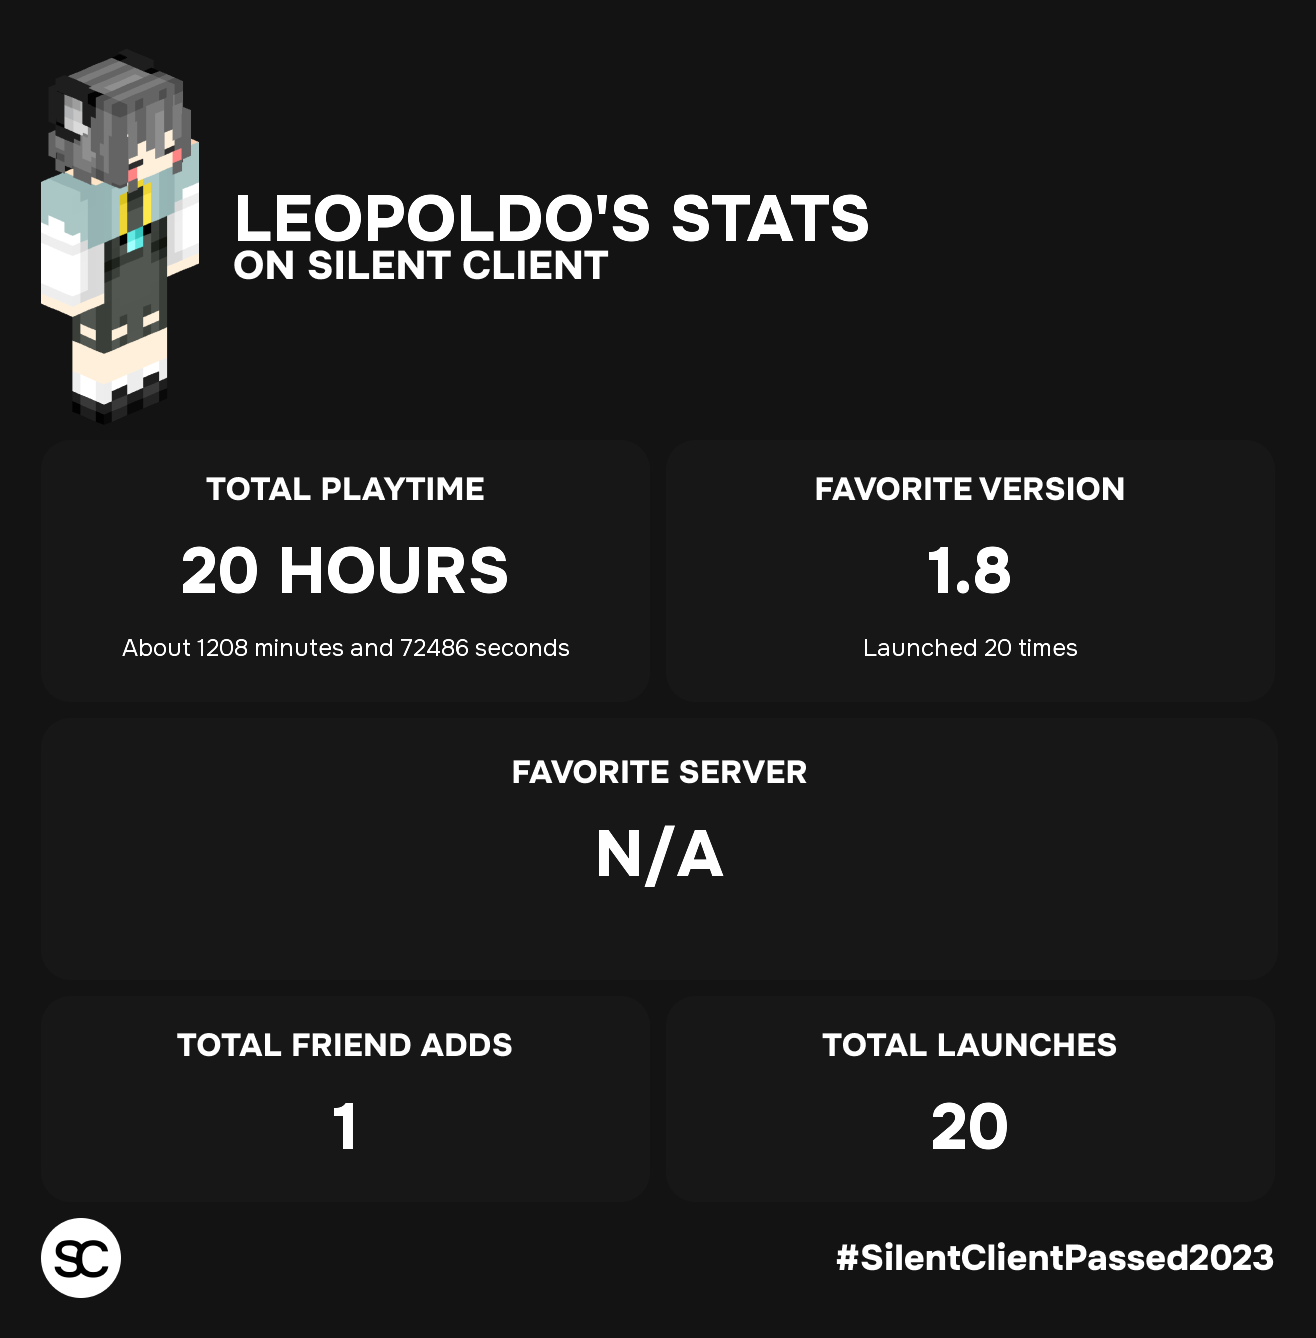 LEOPOLDO'S STATS
ON SILENT CLIENT
TOTAL PLAYTIME
20 HOURS
About 1208 minutes and 72486 seconds
FAVORITE VERSION
1.8
Launched 20 times
FAVORITE SERVER
N/A
TOTAL FRIEND ADDS
1
TOTAL LAUNCHES
20
SC
#SilentClientPassed2023